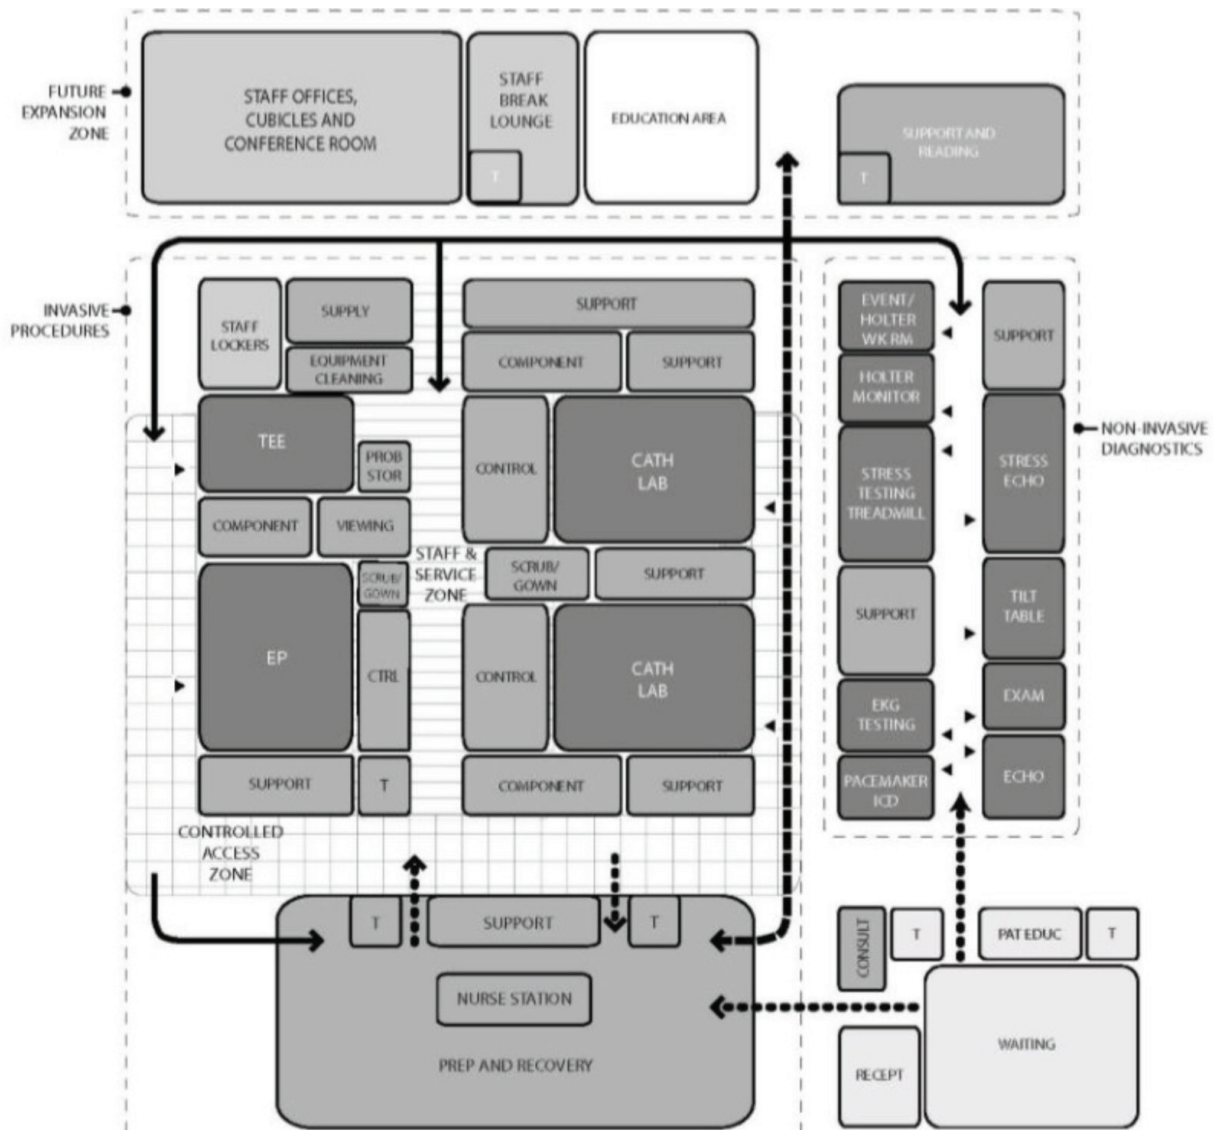 FUTURE
EXPANSION
ZONE
STAFF OFFICES,
CUBICLES AND
CONFERENCE ROOM
STAFF
BREAK
LOUNGE
T
EDUCATION AREA
SUPPORT AND
READING
T
INVASIVE
PROCEDURES
STAFF
LOCKERS
SUPPLY
EQUIPMENT
CLEANING
TEE
PROB
STOR
COMPONENT
VIEWING
SCRUB/
GOWN
EP
CTRL
SUPPORT
T
STAFF &
SERVICE
ZONE
SUPPORT
COMPONENT
SUPPORT
CONTROL
CATH
LAB
SCRUB/
GOWN
SUPPORT
CONTROL
CATH
LAB
COMPONENT
SUPPORT
CONTROLLED
ACCESS
ZONE
EVENT/
HOLTER
WK RM
HOLTER
MONITOR
STRESS
TESTING
TREADMILL
SUPPORT
EKG
TESTING
PACEMAKER
ICD
SUPPORT
STRESS
ECHO
TILT
TABLE
EXAM
ECHO
NON-INVASIVE
DIAGNOSTICS
T
SUPPORT
T
NURSE STATION
PREP AND RECOVERY
CONSULT
T
PAT EDUC
T
WAITING
RECEPT